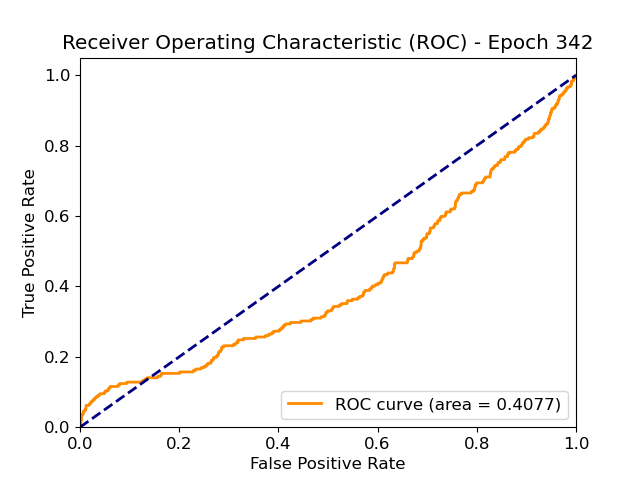 Receiver Operating Characteristic (ROC) - Epoch 342
True Positive Rate
1.0
0.8
0.6
0.4
0.2
0.0
ROC curve (area = 0.4077)
0.0 0.2 0.4 0.6 0.8 1.0
False Positive Rate